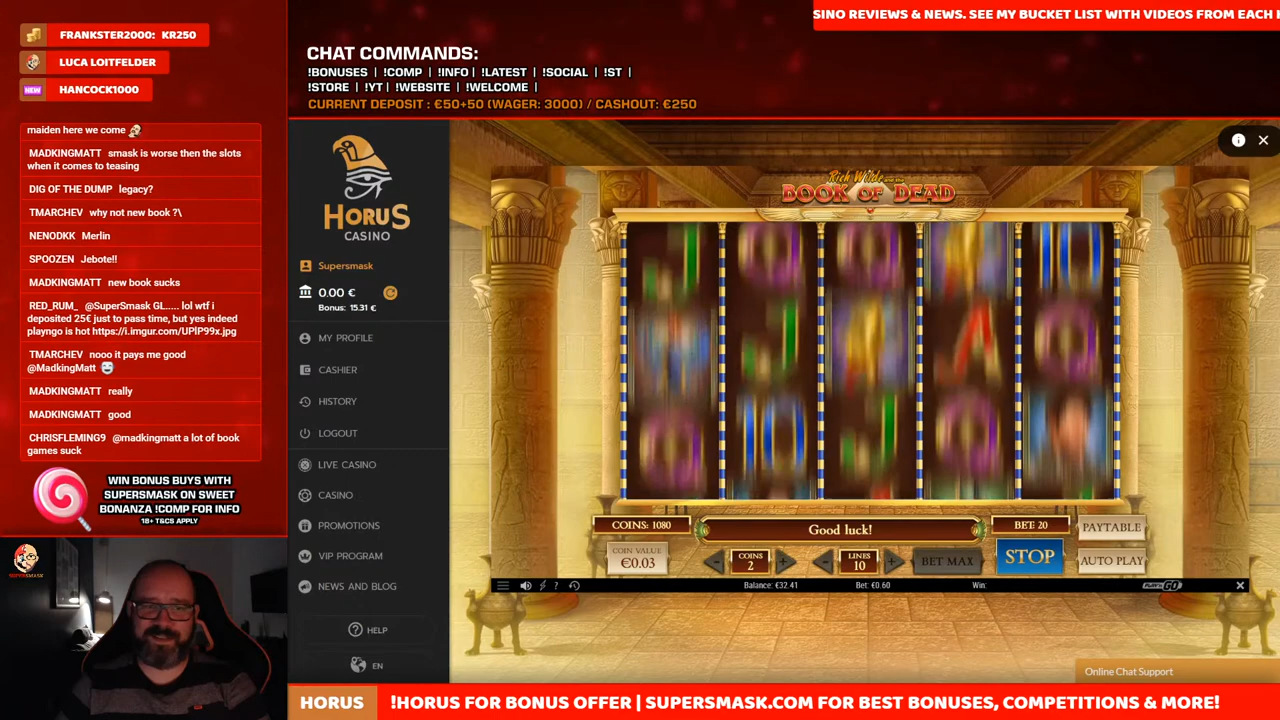 FRANKSTER2000: KR250
LUCA LOITFELDER
NEW HANCOCK1000
maiden here we come
MADKINGMATT smask is worse then the slots
when it comes to teasing
DIG OF THE DUMP legacy?
TMARCHEV why not new book ?\
NENODKK Merlin
SPOOZEN Jebote!!
MADKINGMATT new book sucks
RED_RUM_ @SuperSmask GL..... lol wtf i
deposited 25€ just to pass time, but yes indeed
playngo is hot https://i.imgur.com/UPlP99x.jpg
TMARCHEV nooo it pays me good
@MadkingMatt
MADKINGMATT really
MADKINGMATT good
CHRISFLEMING9 @madkingmatt a lot of book
games suck
WIN BONUS BUYS WITH
SUPERSMASK ON SWEET
BONANZA !COMP FOR INFO
18+ T&CS APPLY
SUPERSMASK
SINO REVIEWS & NEWS. SEE MY BUCKET LIST WITH VIDEOS FROM EACH
CHAT COMMANDS:
!BONUSES | !COMP | !INFO | !LATEST | !SOCIAL | !ST |
!STORE | !YT | !WEBSITE | !WELCOME |
CURRENT DEPOSIT : €50+50 (WAGER: 3000) / CASHOUT: €250
HORUS
CASINO
Supersmask
0.00 €
Bonus: 15.31 €
MY PROFILE
CASHIER
HISTORY
LOGOUT
LIVE CASINO
CASINO
PROMOTIONS
VIP PROGRAM
NEWS AND BLOG
HELP
EN
Rich Wilde and the
BOOK OF DEAD
J Q Q 10
J A Q
Q 10 J Q
COINS: 1080
Good luck!
BET: 20
PAYTABLE
COIN VALUE
€0.03
COINS
2
LINES
10
BET MAX
STOP
AUTO PLAY
Balance: €32.41
Bet: €0.60
Win:
PLAY'N GO
Online Chat Support
HORUS
!HORUS FOR BONUS OFFER | SUPERSMASK.COM FOR BEST BONUSES, COMPETITIONS & MORE!